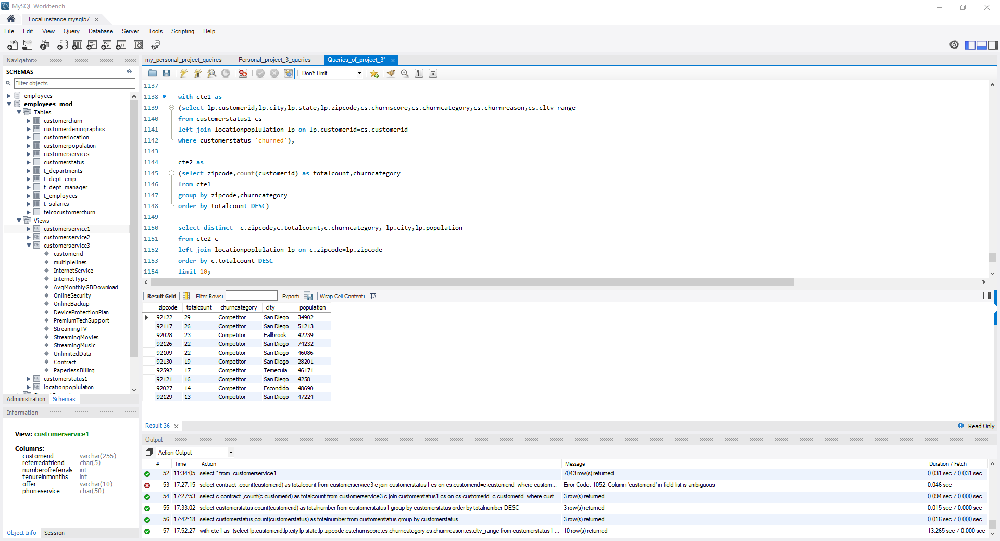 MySQL Workbench
Local instance mysql57
File Edit View Query Database Server Tools Scripting Help
Navigator
SCHEMAS
Filter objects
employees
employees_mod
Tables
customerchurn
customerdemographics
customerlocation
customerpopulation
customerservices
customerstatus
t_departments
t_dept_emp
t_dept_manager
t_employees
t_salaries
telcocustomerchurn
Views
customerservice1
customerservice2
customerservice3
customerid
multiplelines
InternetService
InternetType
AvgMonthlyGBDownload
OnlineSecurity
OnlineBackup
DeviceProtectionPlan
PremiumTechSupport
StreamingTV
StreamingMovies
StreamingMusic
UnlimitedData
Contract
PaperlessBilling
customerstatus1
locationpoplulation
Administration Schemas
Information
View: customerservice1
Columns:
customerid varchar(255)
referredafriend char(5)
numberofreferrals int
tenureinmonths int
offer varchar(10)
phoneservice char(50)
Object Info Session
my_personal_project_queires Personal_project_3_queries Queries_of_project_3*
Don't Limit
1137
1138 with cte1 as
1139 (select lp.customerid,lp.city,lp.state,lp.zipcode,cs.churnscore,cs.churncategory,cs.churnreason,cs.cltv_range
1140 from customerstatus1 cs
1141 left join locationpoplulation lp on lp.customerid=cs.customerid
1142 where customerstatus='churned'),
1143
1144 cte2 as
1145 (select zipcode,count(customerid) as totalcount,churncategory
1146 from cte1
1147 group by zipcode,churncategory
1148 order by totalcount DESC)
1149
1150 select distinct  c.zipcode,c.totalcount,c.churncategory, lp.city,lp.population
1151 from cte2 c
1152 left join locationpoplulation lp on c.zipcode=lp.zipcode
1153 order by c.totalcount DESC
1154 limit 10;
Result Grid Filter Rows: Export: Wrap Cell Content:
zipcode totalcount churncategory city population
92122 29 Competitor San Diego 34902
92117 26 Competitor San Diego 51213
92028 23 Competitor Fallbrook 42239
92126 22 Competitor San Diego 74232
92109 22 Competitor San Diego 46086
92130 19 Competitor San Diego 28201
92592 17 Competitor Temecula 46171
92121 16 Competitor San Diego 4258
92027 14 Competitor Escondido 48690
92129 13 Competitor San Diego 47224
Result 36 Read Only
Output
Action Output
# Time Action Message Duration / Fetch
52 11:34:05 select * from customerservice1 7043 row(s) returned 0.031 sec / 0.031 sec
53 17:27:15 select contract ,count(customerid) as totalcount from customerservice3 c join customerstatus1 cs on cs.customerid=c.customerid where custom... Error Code: 1052. Column 'customerid' in field list is ambiguous 0.046 sec
54 17:27:53 select c.contract ,count(c.customerid) as totalcount from customerservice3 c join customerstatus1 cs on cs.customerid=c.customerid where cust... 3 row(s) returned 0.094 sec / 0.000 sec
55 17:33:02 select customerstatus,count(customerid) as totalnumber from customerstatus1 group by customerstatus order by totalnumber DESC 3 row(s) returned 0.015 sec / 0.000 sec
56 17:42:18 select customerstatus,count(customerstatus) as totalnumber from customerstatus group by customerstatus 3 row(s) returned 0.016 sec / 0.000 sec
57 17:52:27 with cte1 as (select lp.customerid,lp.city,lp.state,lp.zipcode,cs.churnscore,cs.churncategory,cs.churnreason,cs.cltv_range from customerstatus1 ... 10 row(s) returned 13.265 sec / 0.000 sec